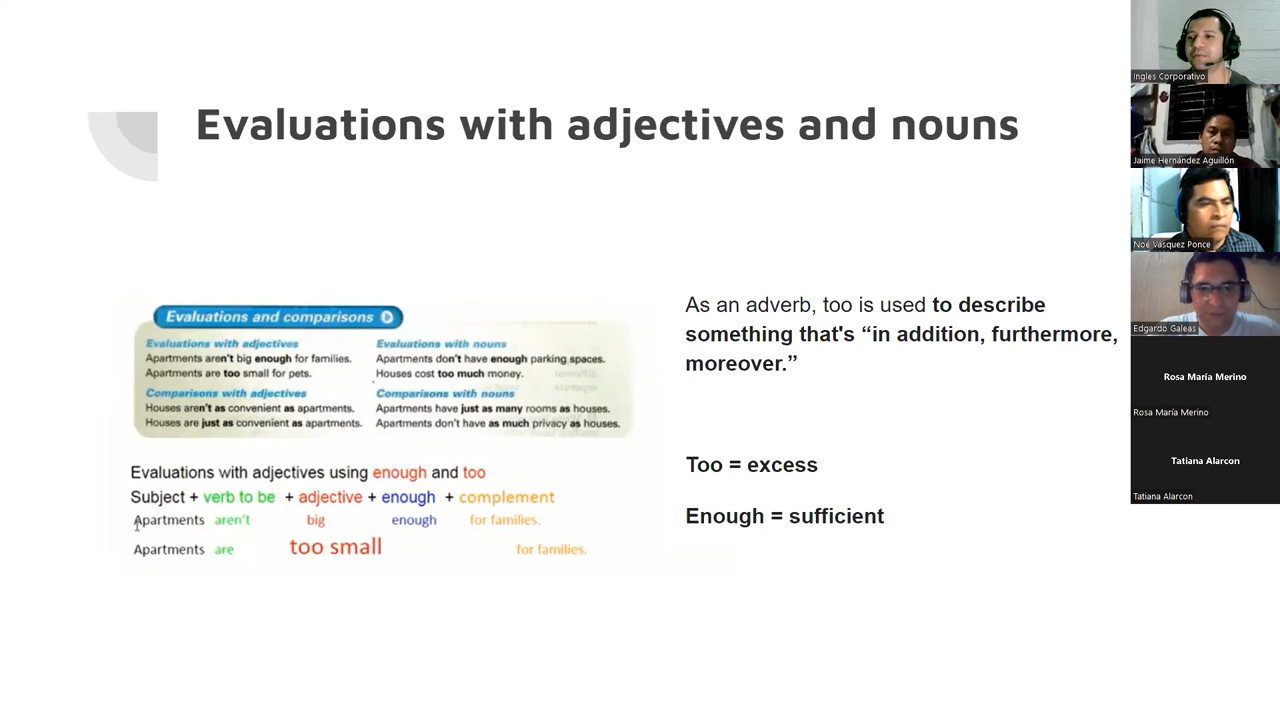 Evaluations with adjectives and nouns
Evaluations and comparisons
Evaluations with adjectives
Apartments aren't big enough for families.
Apartments are too small for pets.
Comparisons with adjectives
Houses aren't as convenient as apartments.
Houses are just as convenient as apartments.
Evaluations with nouns
Apartments don't have enough parking spaces.
Houses cost too much money.
Comparisons with nouns
Apartments have just as many rooms as houses.
Apartments don't have as much privacy as houses.
Evaluations with adjectives using enough and too
Subject + verb to be + adjective + enough + complement
Apartments aren't big enough for families.
Apartments are too small for families.
As an adverb, too is used to describe
something that's “in addition, furthermore,
moreover.”
Too = excess
Enough = sufficient
Ingles Corporativo
Jaime Hernández Aguillón
Noé Vásquez Ponce
Edgardo Galeas
Rosa María Merino
Rosa María Merino
Tatiana Alarcon
Tatiana Alarcon